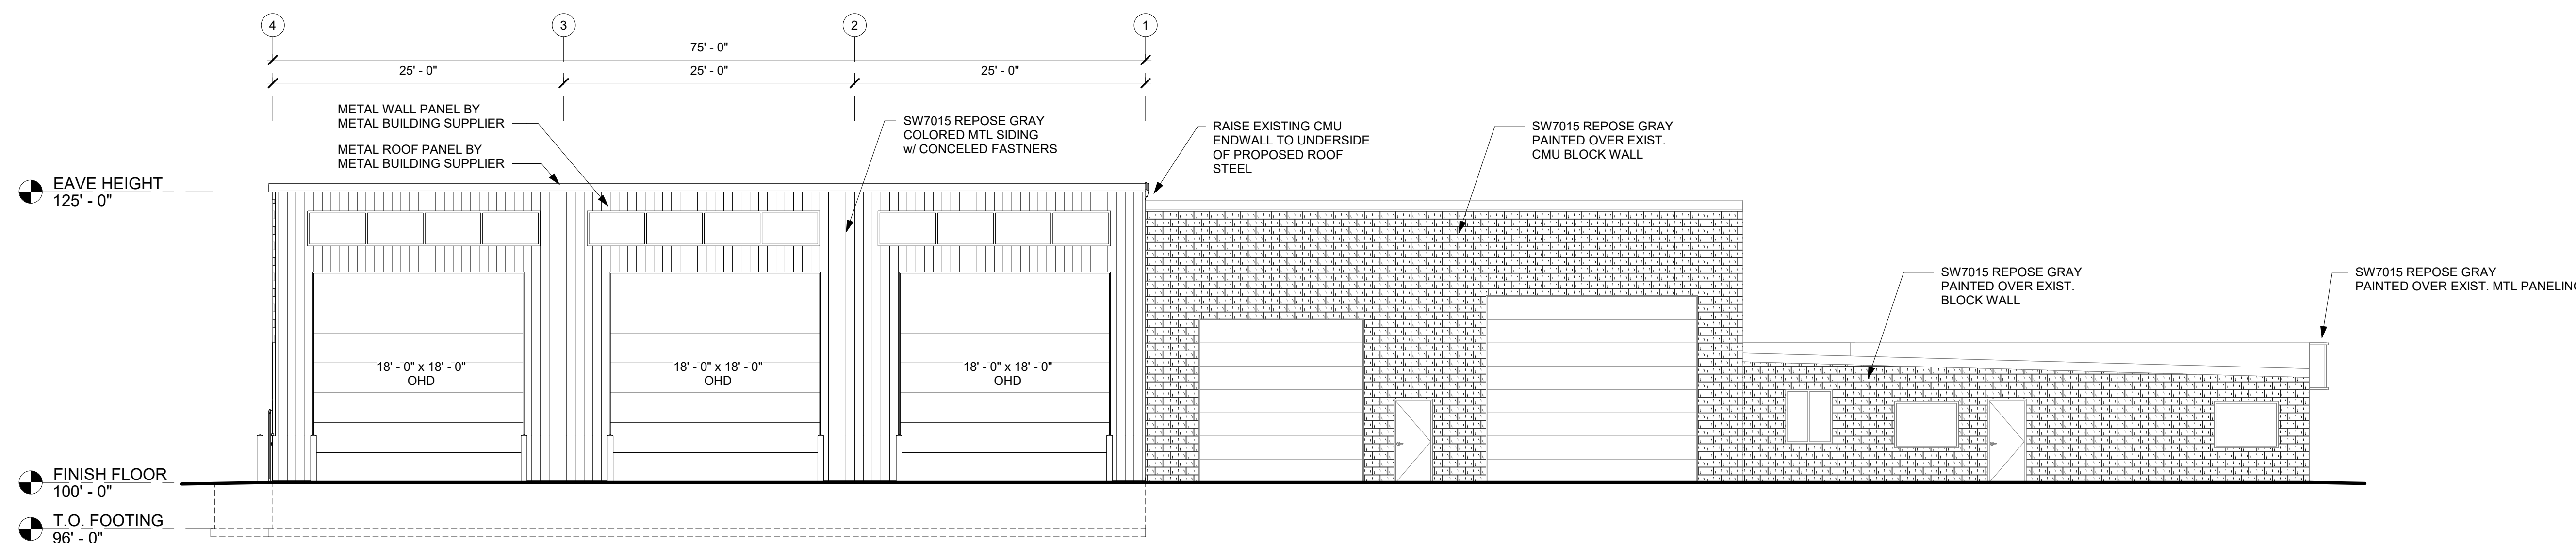 4
3
2
1
75' - 0"
25' - 0"
25' - 0"
25' - 0"
METAL WALL PANEL BY
METAL BUILDING SUPPLIER
METAL ROOF PANEL BY
METAL BUILDING SUPPLIER
SW7015 REPOSE GRAY
COLORED MTL SIDING
w/ CONCELED FASTNERS
RAISE EXISTING CMU
ENDWALL TO UNDERSIDE
OF PROPOSED ROOF
STEEL
SW7015 REPOSE GRAY
PAINTED OVER EXIST.
CMU BLOCK WALL
SW7015 REPOSE GRAY
PAINTED OVER EXIST.
BLOCK WALL
SW7015 REPOSE GRAY
PAINTED OVER EXIST. MTL PANELING
EAVE HEIGHT
125' - 0"
18' - 0" x 18' - 0"
OHD
18' - 0" x 18' - 0"
OHD
18' - 0" x 18' - 0"
OHD
FINISH FLOOR
100' - 0"
T.O. FOOTING
96' - 0"